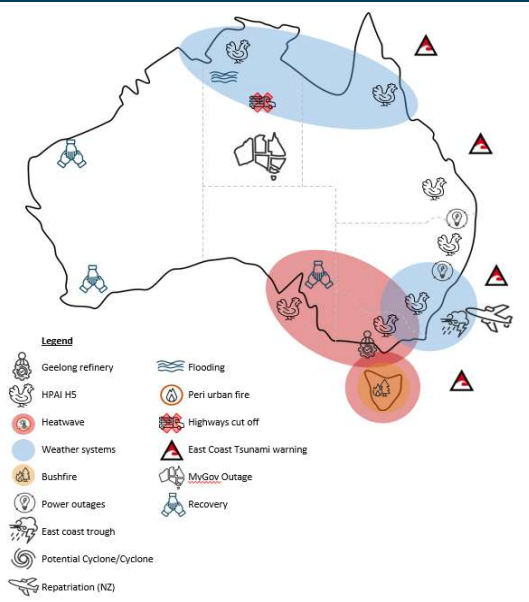 Legend
Geelong refinery
HPAI H5
Heatwave
Weather systems
Bushfire
Power outages
East coast trough
Potential Cyclone/Cyclone
Repatriation (NZ)
Flooding
Peri urban fire
Highways cut off
East Coast Tsunami warning
MyGov Outage
Recovery